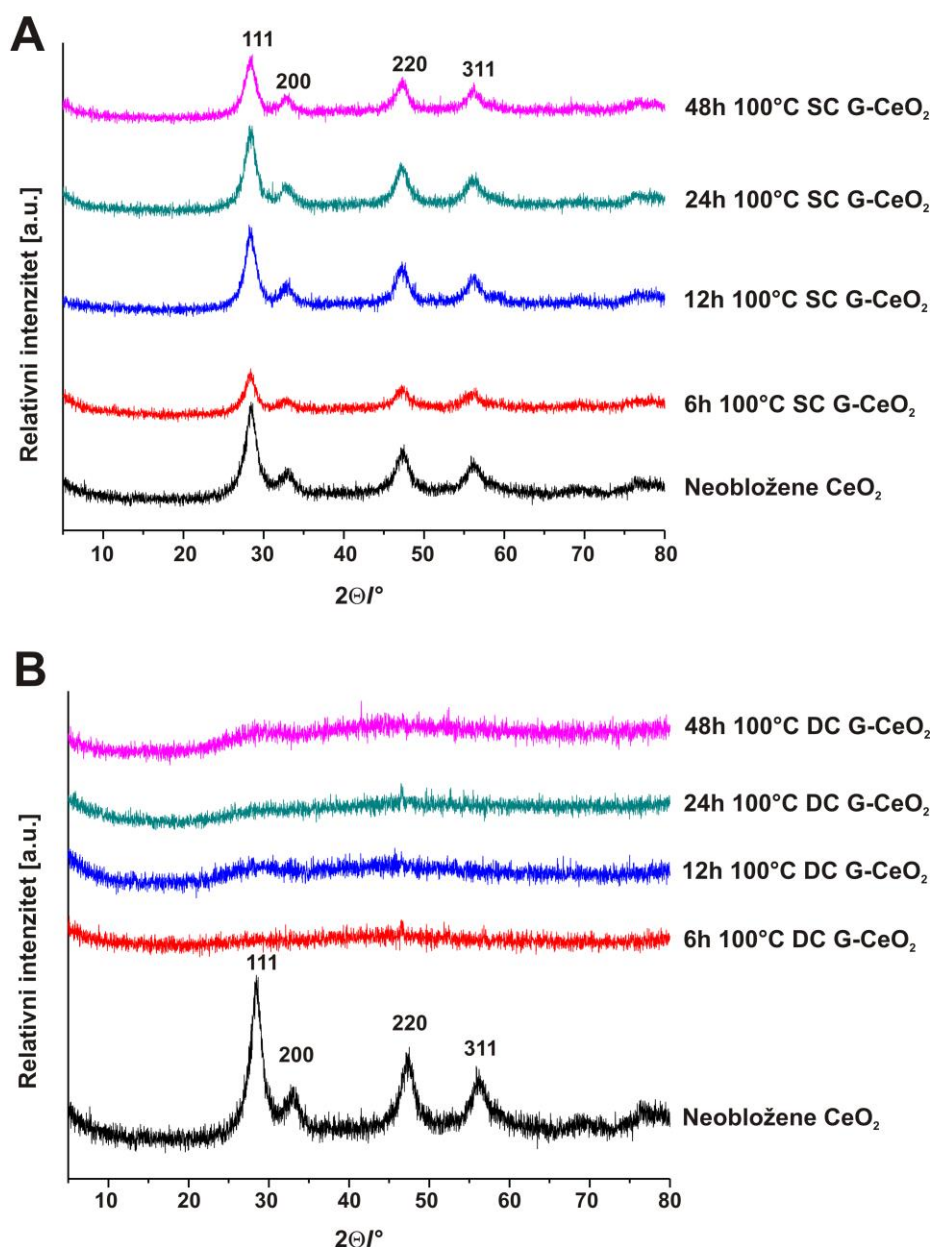 A
111
200
220
311
48h 100°C SC G-CeO₂
24h 100°C SC G-CeO₂
12h 100°C SC G-CeO₂
6h 100°C SC G-CeO₂
Neobložene CeO₂
Relativni intenzitet [a.u.]
10 20 30 40 50 60 70 80
2Θ/°
B
48h 100°C DC G-CeO₂
24h 100°C DC G-CeO₂
12h 100°C DC G-CeO₂
6h 100°C DC G-CeO₂
111
200
220
311
Neobložene CeO₂
Relativni intenzitet [a.u.]
10 20 30 40 50 60 70 80
2Θ/°